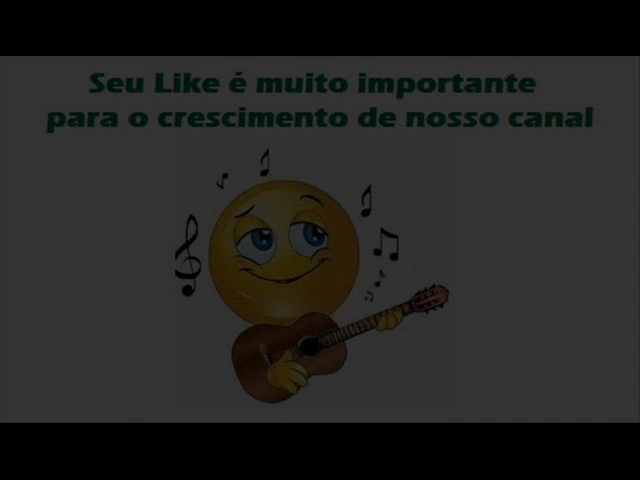 Seu Like é muito importante
para o crescimento de nosso canal